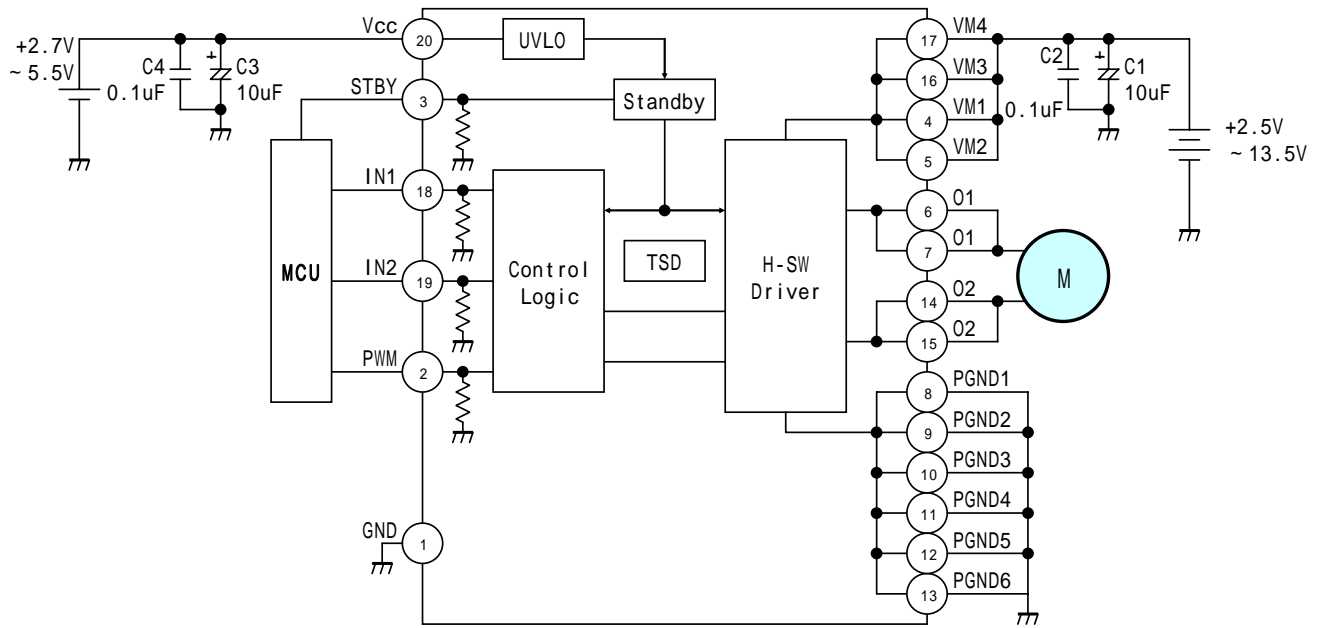 Vcc
20
UVLO
+2.7V
~ 5.5V
C4
0.1uF
+
C3
10uF
STBY
3
Standby
MCU
IN1
18
IN2
19
PWM
2
Control
Logic
TSD
H-SW
Driver
GND
1
17
VM4
16
VM3
4
VM1
5
VM2
C2
0.1uF
+
C1
10uF
+2.5V
~ 13.5V
6
O1
7
O1
14
O2
15
O2
M
8
PGND1
9
PGND2
10
PGND3
11
PGND4
12
PGND5
13
PGND6